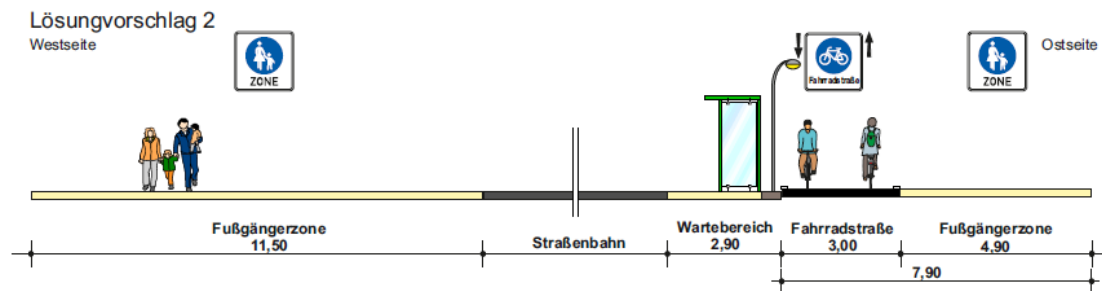 Lösungvorschlag 2
Westseite
ZONE
Fahrradstraße
ZONE
Ostseite
Fußgängerzone
11,50
Straßenbahn
Wartebereich
2,90
Fahrradstraße
3,00
Fußgängerzone
4,90
7,90